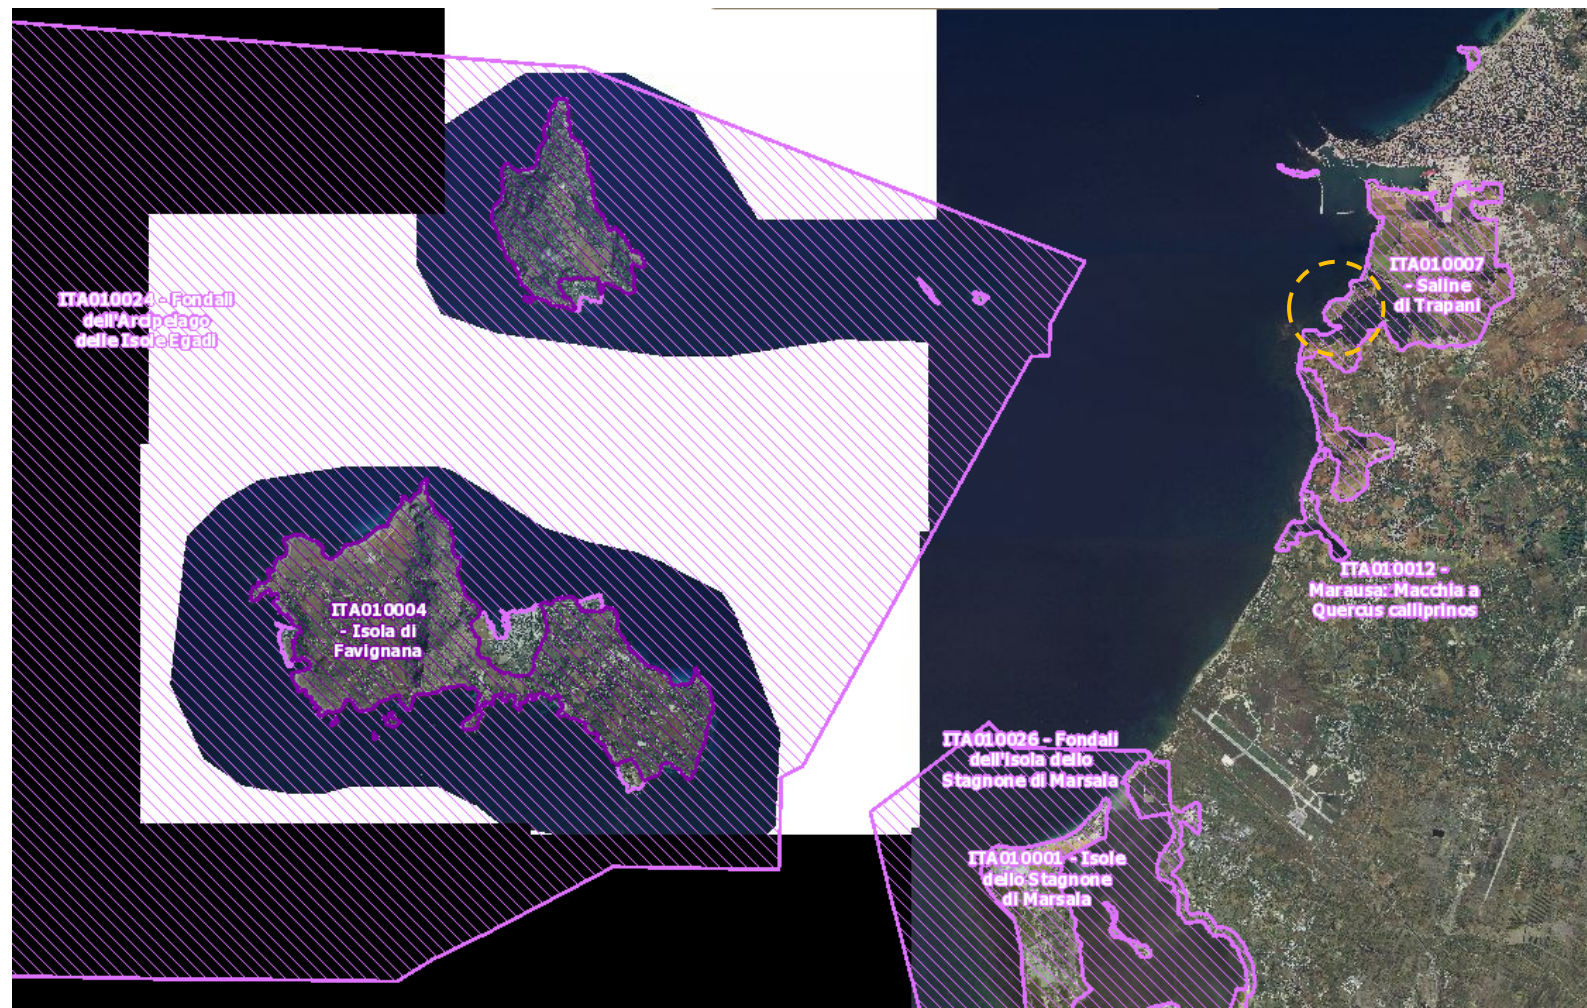 ITA010007
- Saline
di Trapani
ITA010024 - Fondali
dell'Arcipelago
delle Isole Egadi
ITA010012 -
Marausa: Macchia a
Quercus calliprinos
ITA010004
- Isola di
Favignana
ITA010026 - Fondali
dell'Isola dello
Stagnone di Marsala
ITA010001 - Isole
dello Stagnone
di Marsala